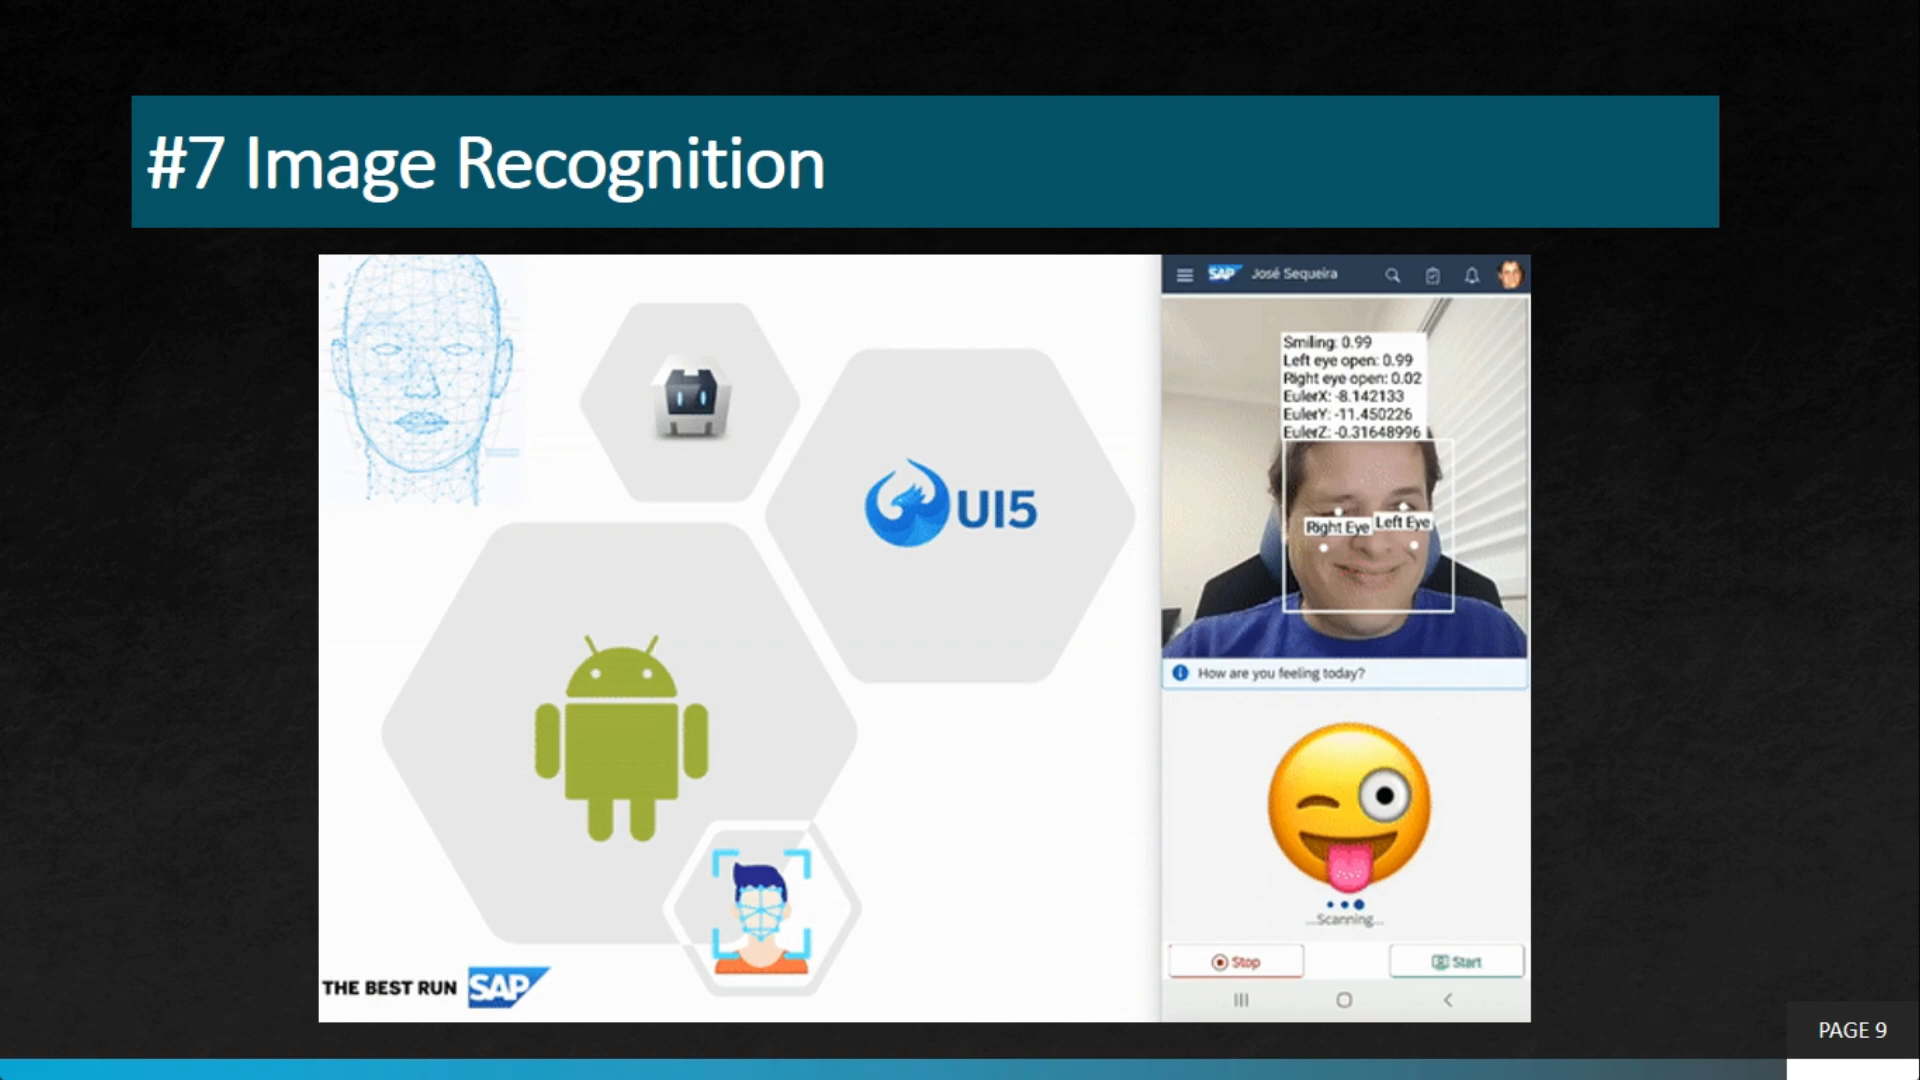 #7 Image Recognition
SAP José Sequeira
Smiling: 0.99
Left eye open: 0.99
Right eye open: 0.02
EulerX: -8.142133
EulerY: -11.450226
EulerZ: -0.31648996
Right Eye Left Eye
UI5
How are you feeling today?
...Scanning...
Stop Start
THE BEST RUN SAP
PAGE 9